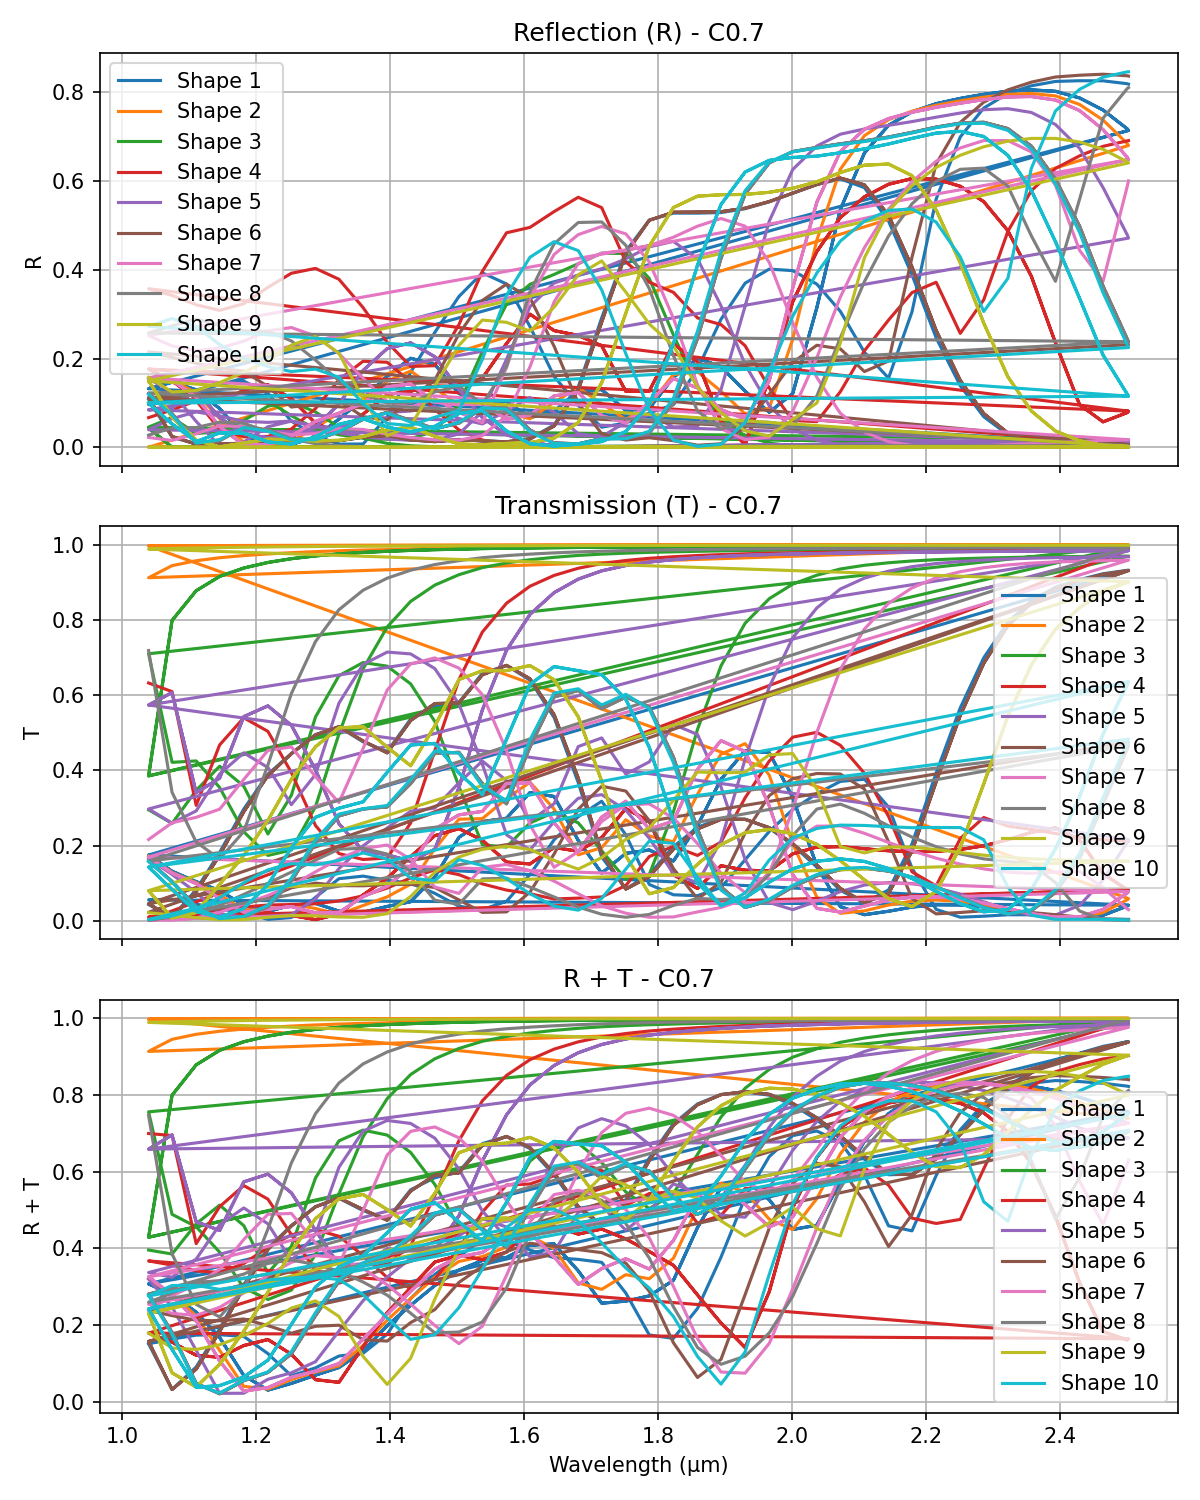 Reflection (R) - C0.7
0.8
0.6
0.4
0.2
0.0
R
Shape 1
Shape 2
Shape 3
Shape 4
Shape 5
Shape 6
Shape 7
Shape 8
Shape 9
Shape 10
Transmission (T) - C0.7
1.0
0.8
0.6
0.4
0.2
0.0
T
Shape 1
Shape 2
Shape 3
Shape 4
Shape 5
Shape 6
Shape 7
Shape 8
Shape 9
Shape 10
R + T - C0.7
1.0
0.8
0.6
0.4
0.2
0.0
R + T
Shape 1
Shape 2
Shape 3
Shape 4
Shape 5
Shape 6
Shape 7
Shape 8
Shape 9
Shape 10
1.0 1.2 1.4 1.6 1.8 2.0 2.2 2.4
Wavelength (μm)